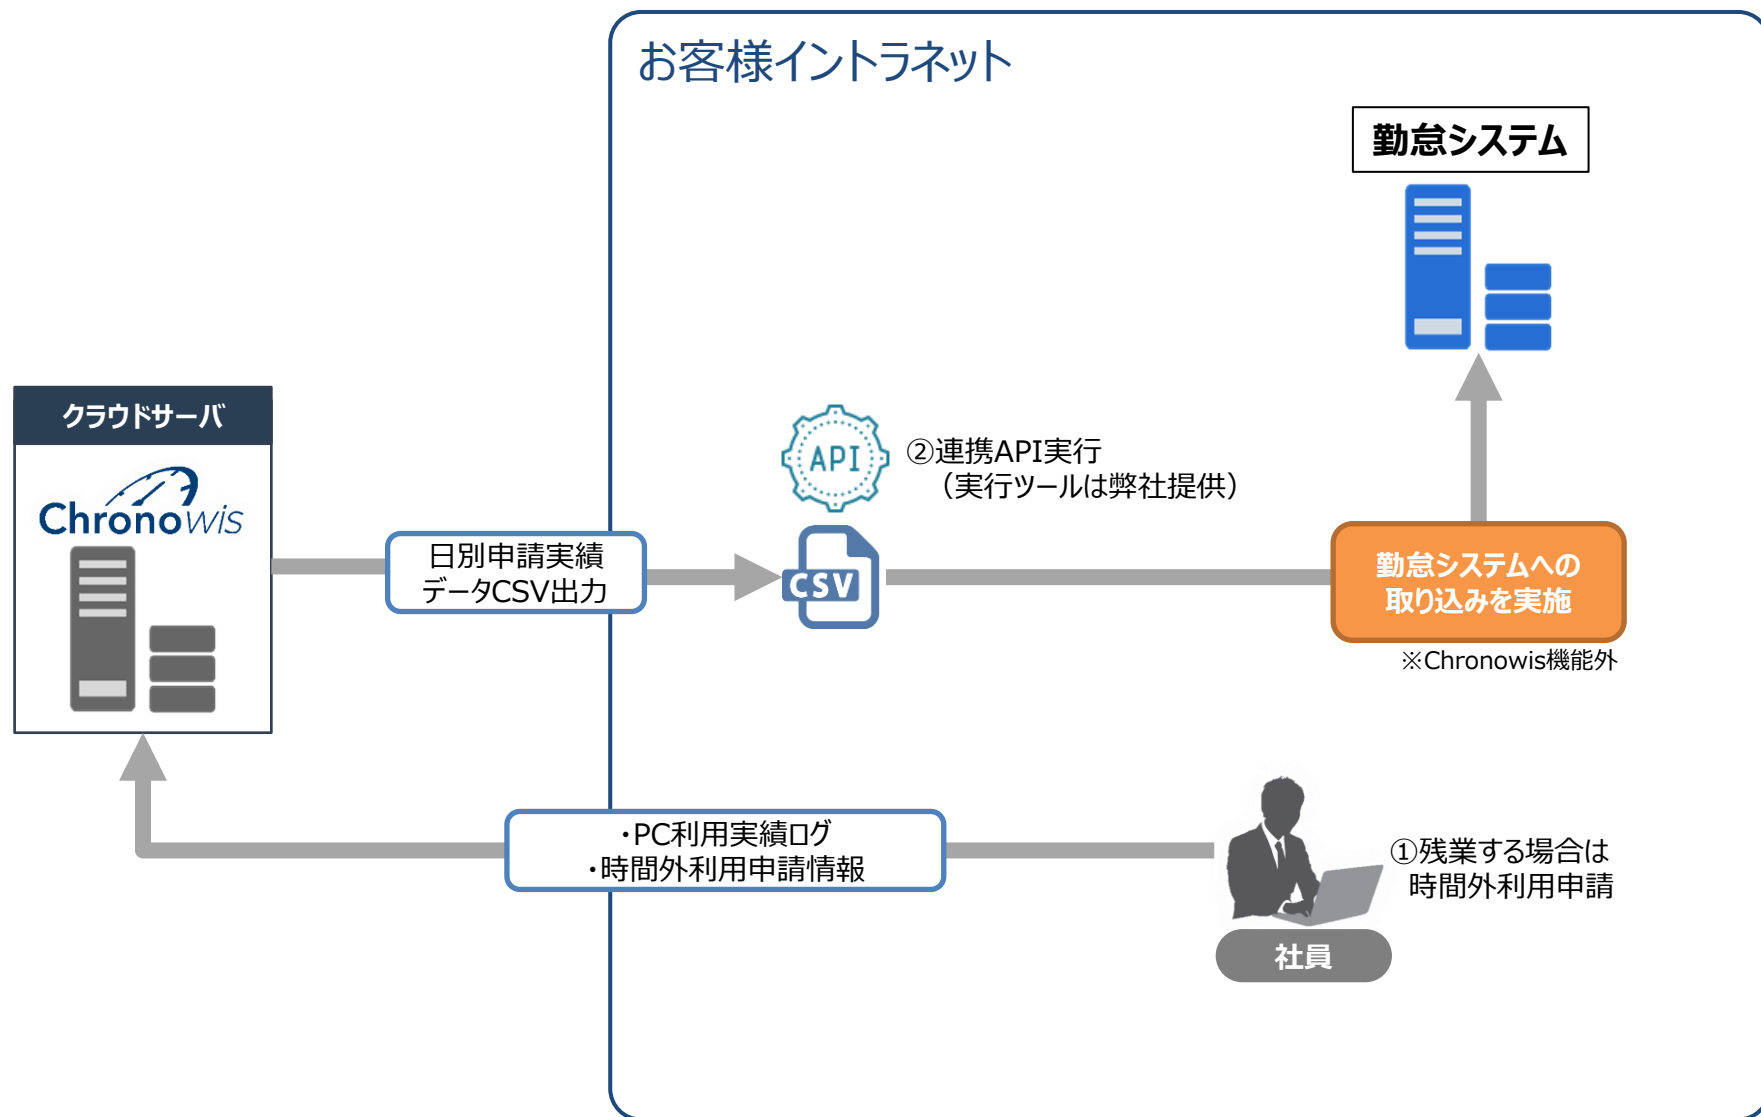 お客様イントラネット
勤怠システム
クラウドサーバ
Chronowis
API
②連携API実行
（実行ツールは弊社提供）
日別申請実績
データCSV出力
CSV
勤怠システムへの
取り込みを実施
※Chronowis機能外
・PC利用実績ログ
・時間外利用申請情報
①残業する場合は
時間外利用申請
社員